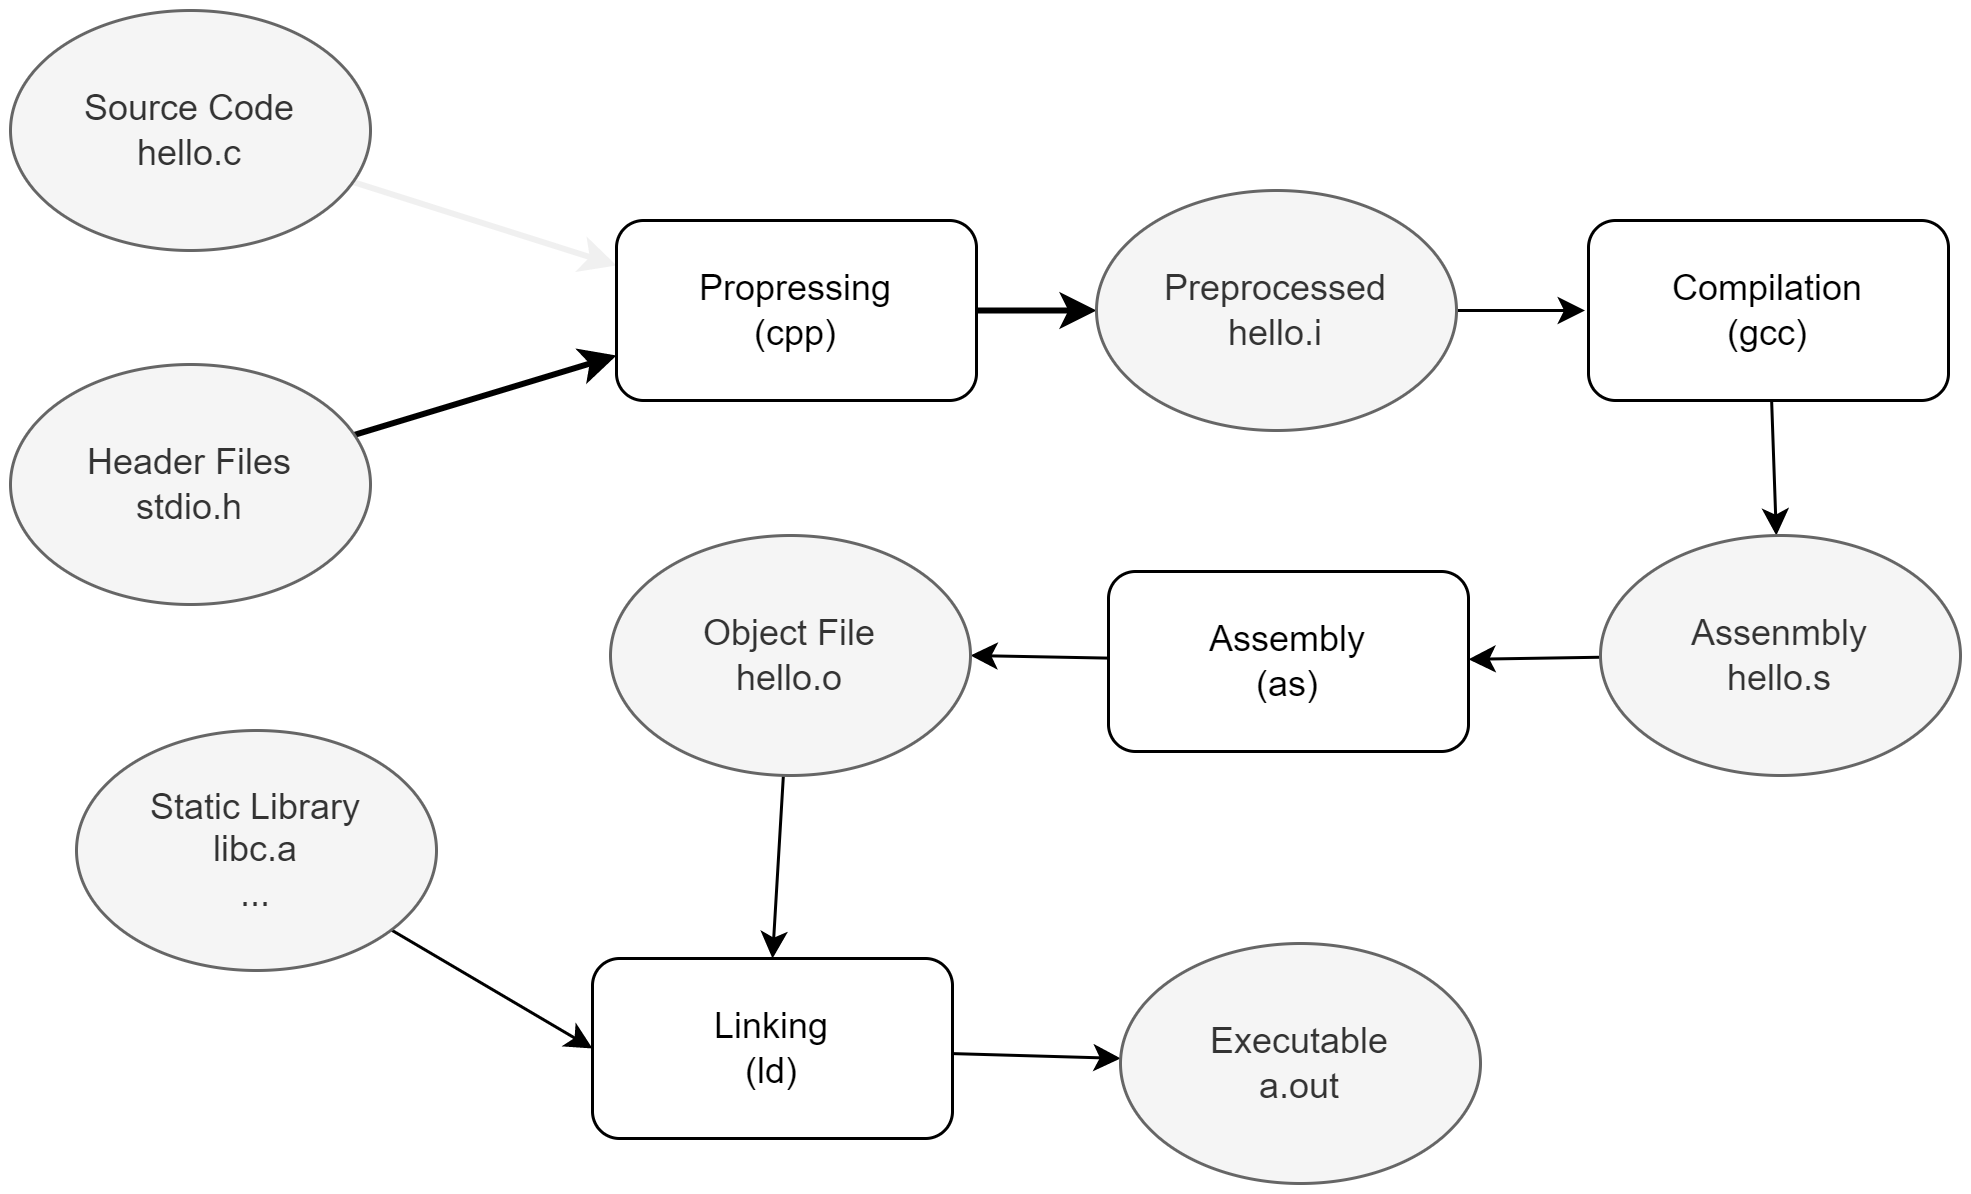 Source Code
hello.c
Header Files
stdio.h
Propressing
(cpp)
Preprocessed
hello.i
Compilation
(gcc)
Assenmbly
hello.s
Assembly
(as)
Object File
hello.o
Static Library
libc.a
...
Linking
(ld)
Executable
a.out